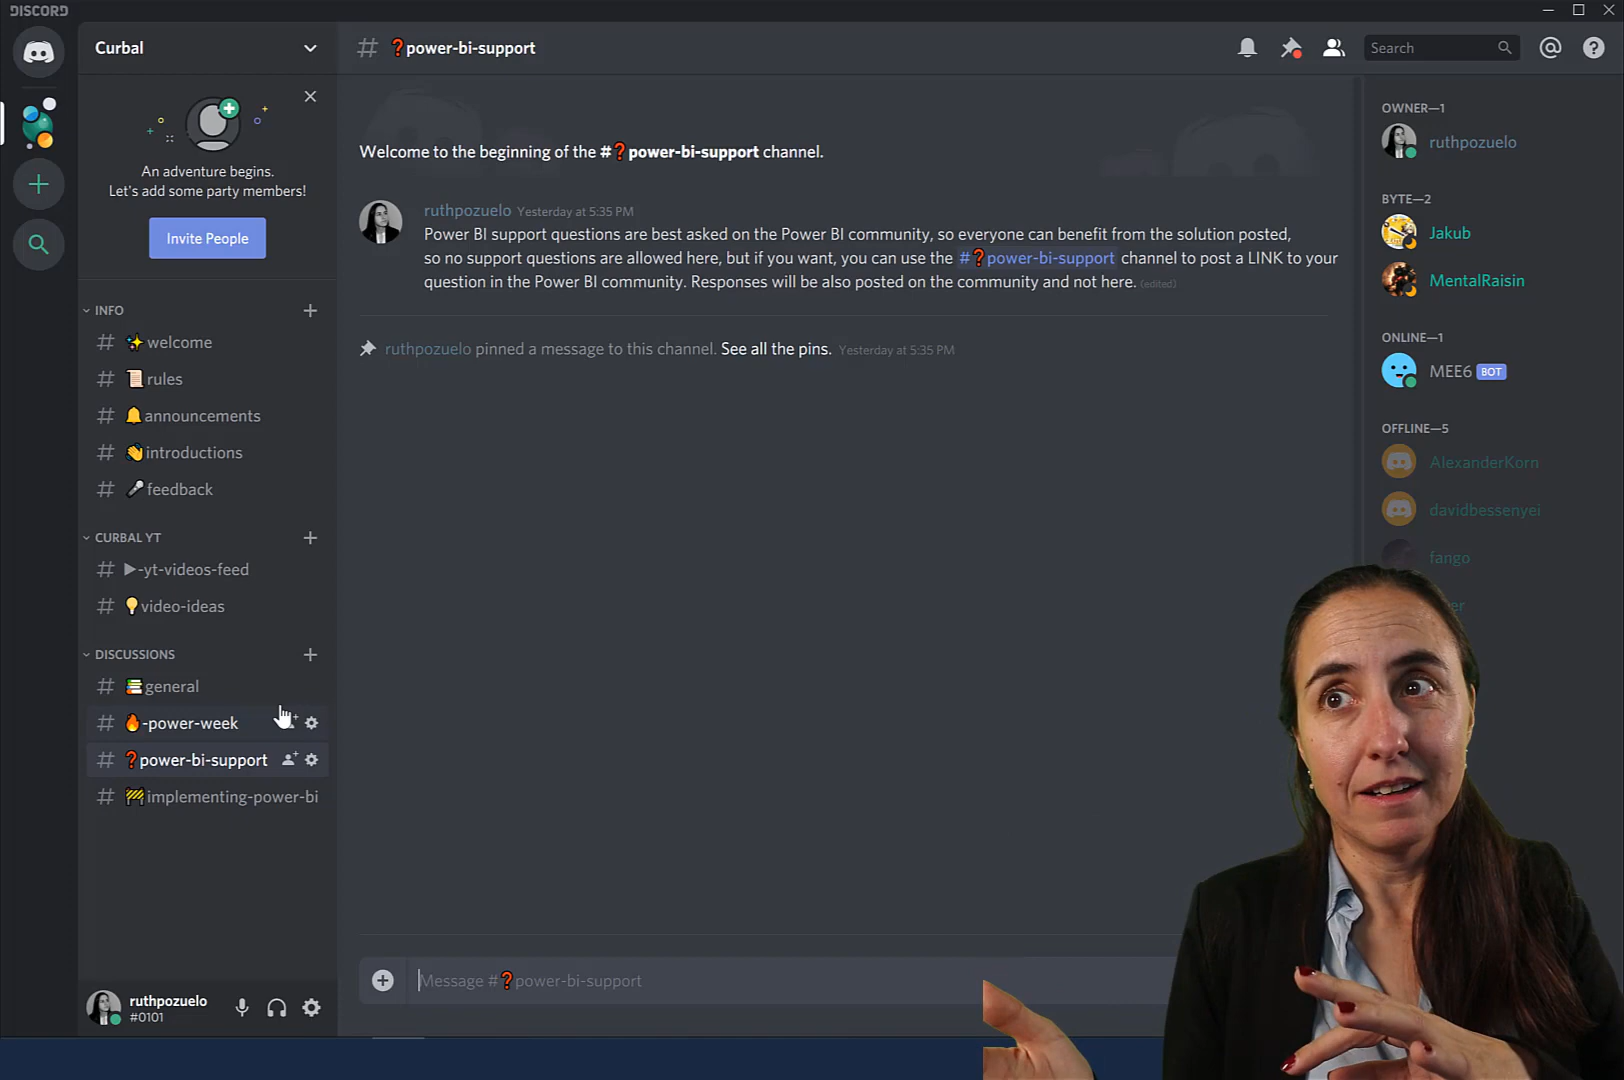 DISCORD
Curbal
# ❓power-bi-support
Search
An adventure begins.
Let's add some party members!
Invite People
INFO
# ✨welcome
# 📜rules
# 🔔announcements
# 👋introductions
# 🎤feedback
CURBAL YT
# ▶-yt-videos-feed
# 💡video-ideas
DISCUSSIONS
# 📚general
# 🔥-power-week
# ❓power-bi-support
# 🚧implementing-power-bi
ruthpozuelo
#0101
Welcome to the beginning of the #❓power-bi-support channel.
ruthpozuelo Yesterday at 5:35 PM
Power BI support questions are best asked on the Power BI community, so everyone can benefit from the solution posted,
so no support questions are allowed here, but if you want, you can use the #❓power-bi-support channel to post a LINK to your
question in the Power BI community. Responses will be also posted on the community and not here. (edited)
ruthpozuelo pinned a message to this channel. See all the pins. Yesterday at 5:35 PM
Message #❓power-bi-support
OWNER—1
ruthpozuelo
BYTE—2
Jakub
MentalRaisin
ONLINE—1
MEE6 BOT
OFFLINE—5
AlexanderKorn
davidbessenyei
fango